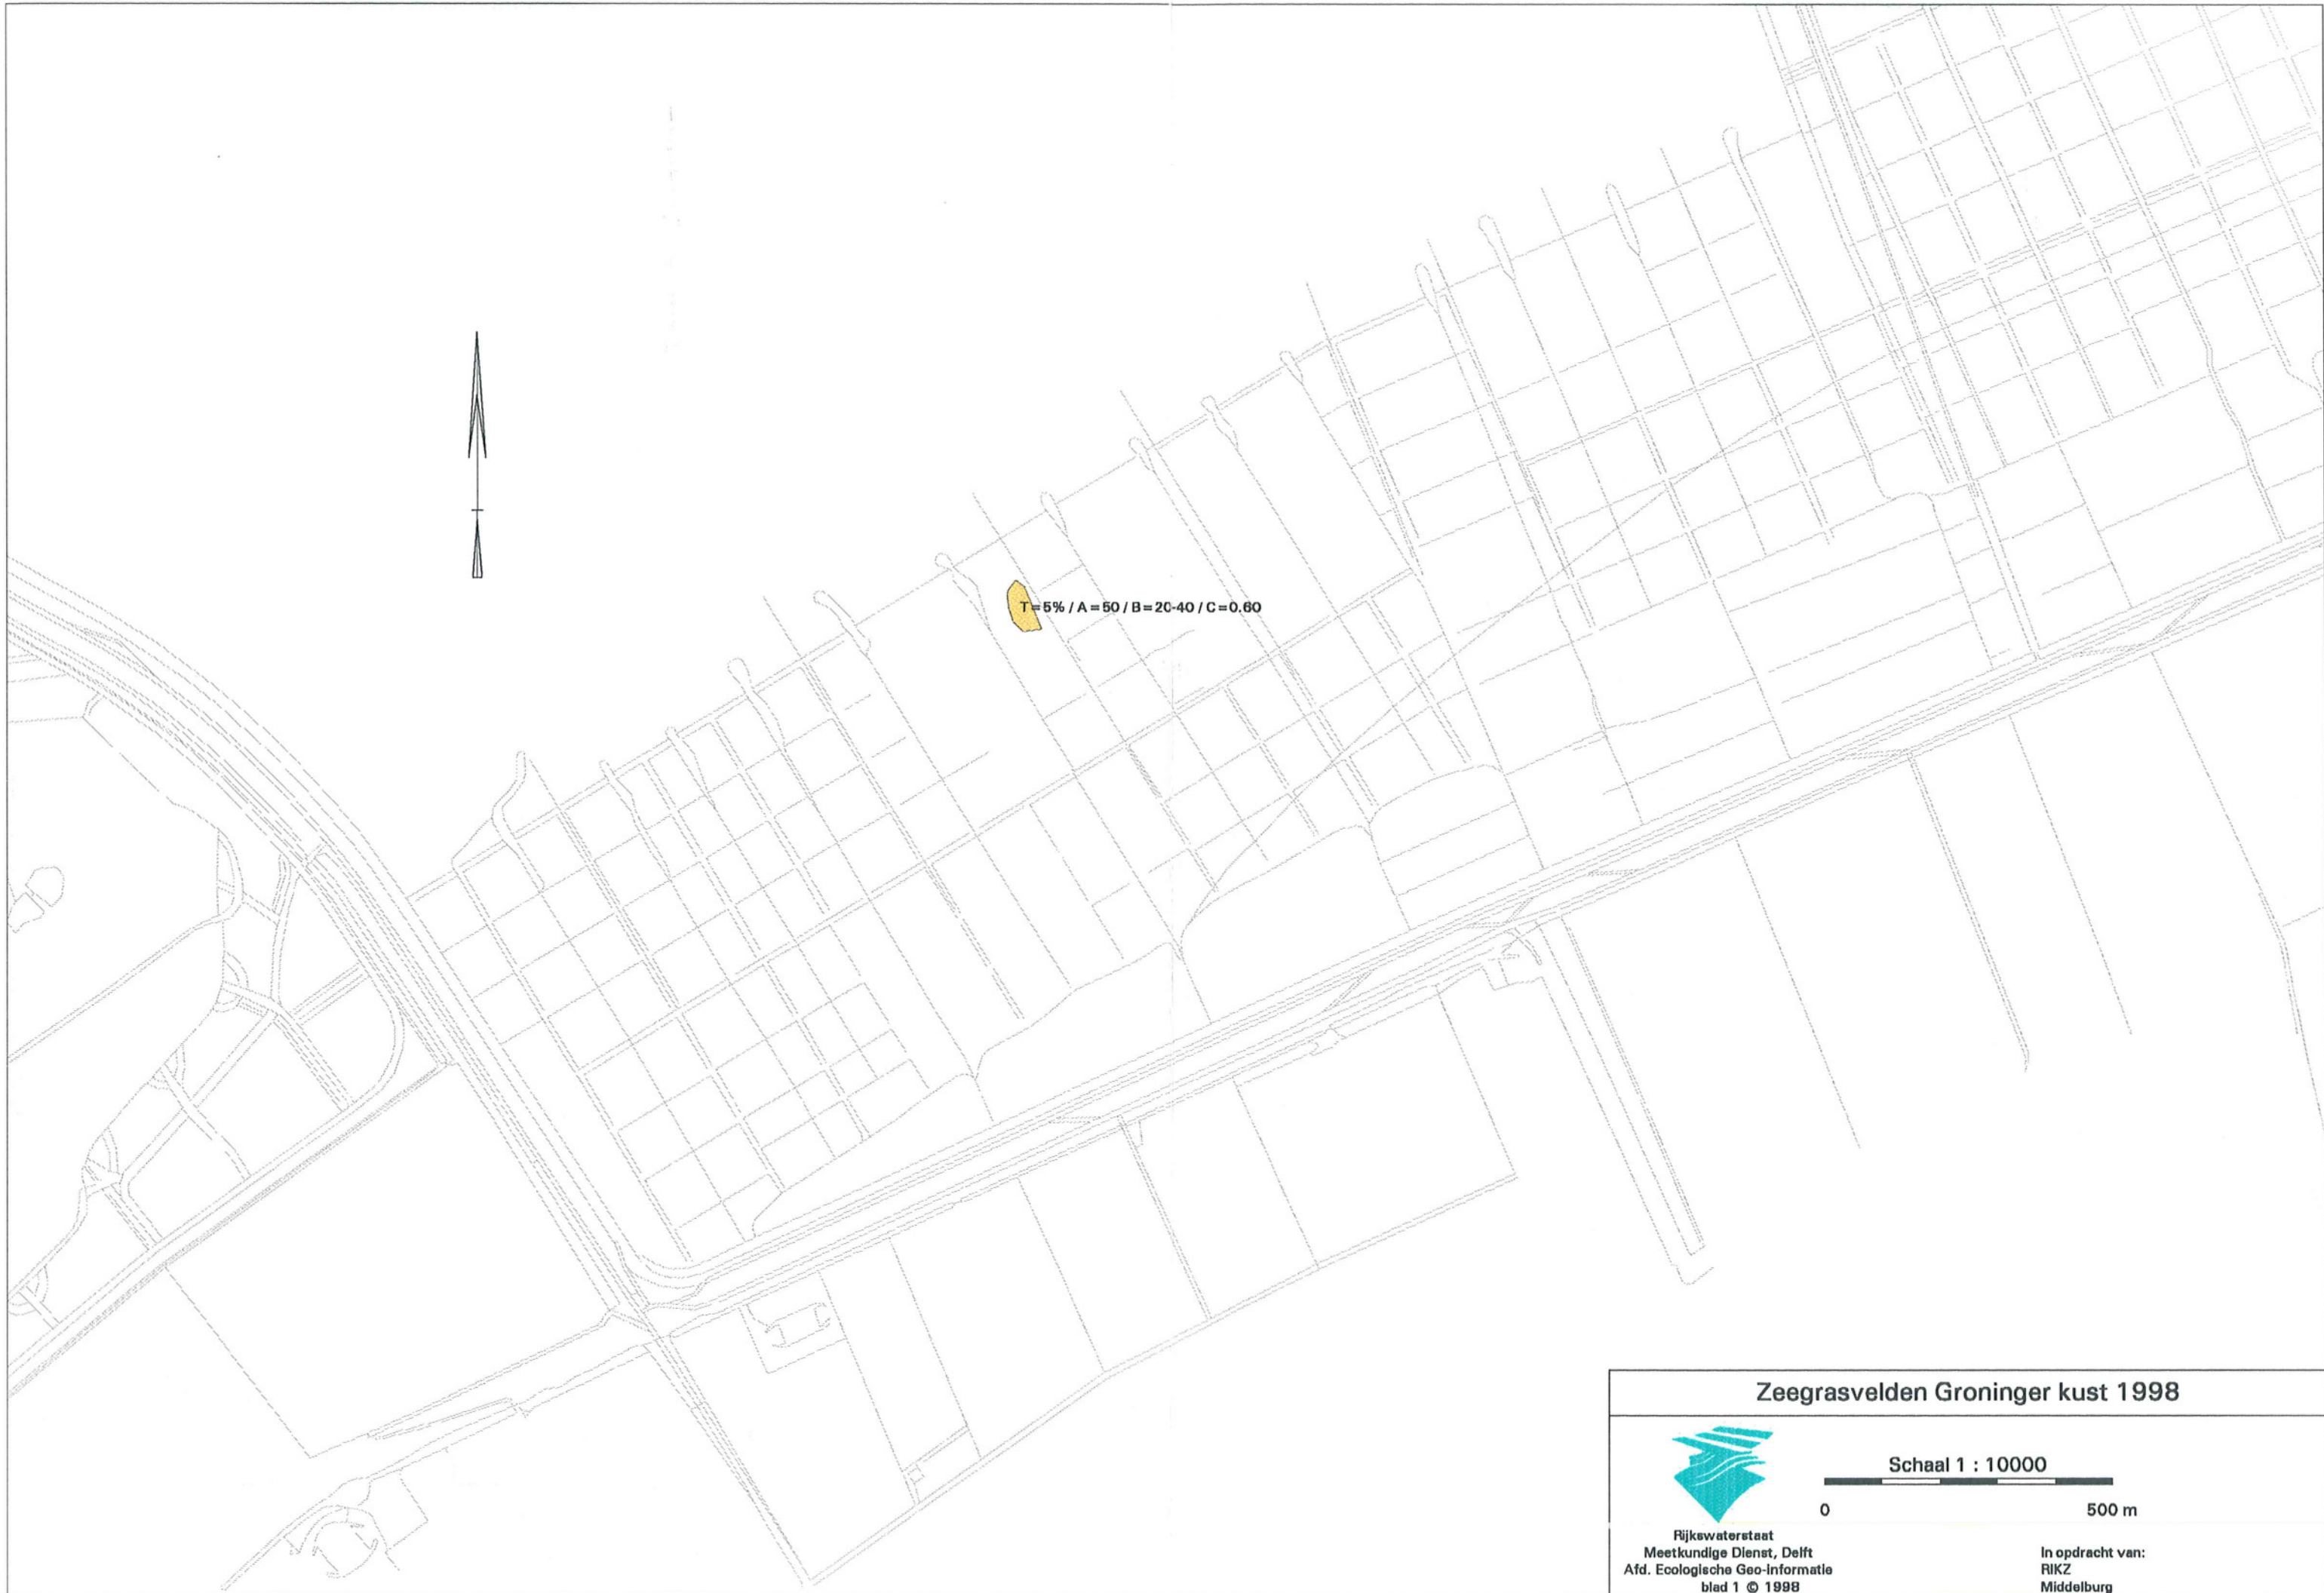 T=5% / A=50 / B=20-40 / C=0.60
Zeegrasvelden Groninger kust 1998
Schaal 1 : 10000
0 500 m
Rijkswaterstaat
Meetkundige Dienst, Delft
Afd. Ecologische Geo-informatie
blad 1 © 1998
In opdracht van:
RIKZ
Middelburg